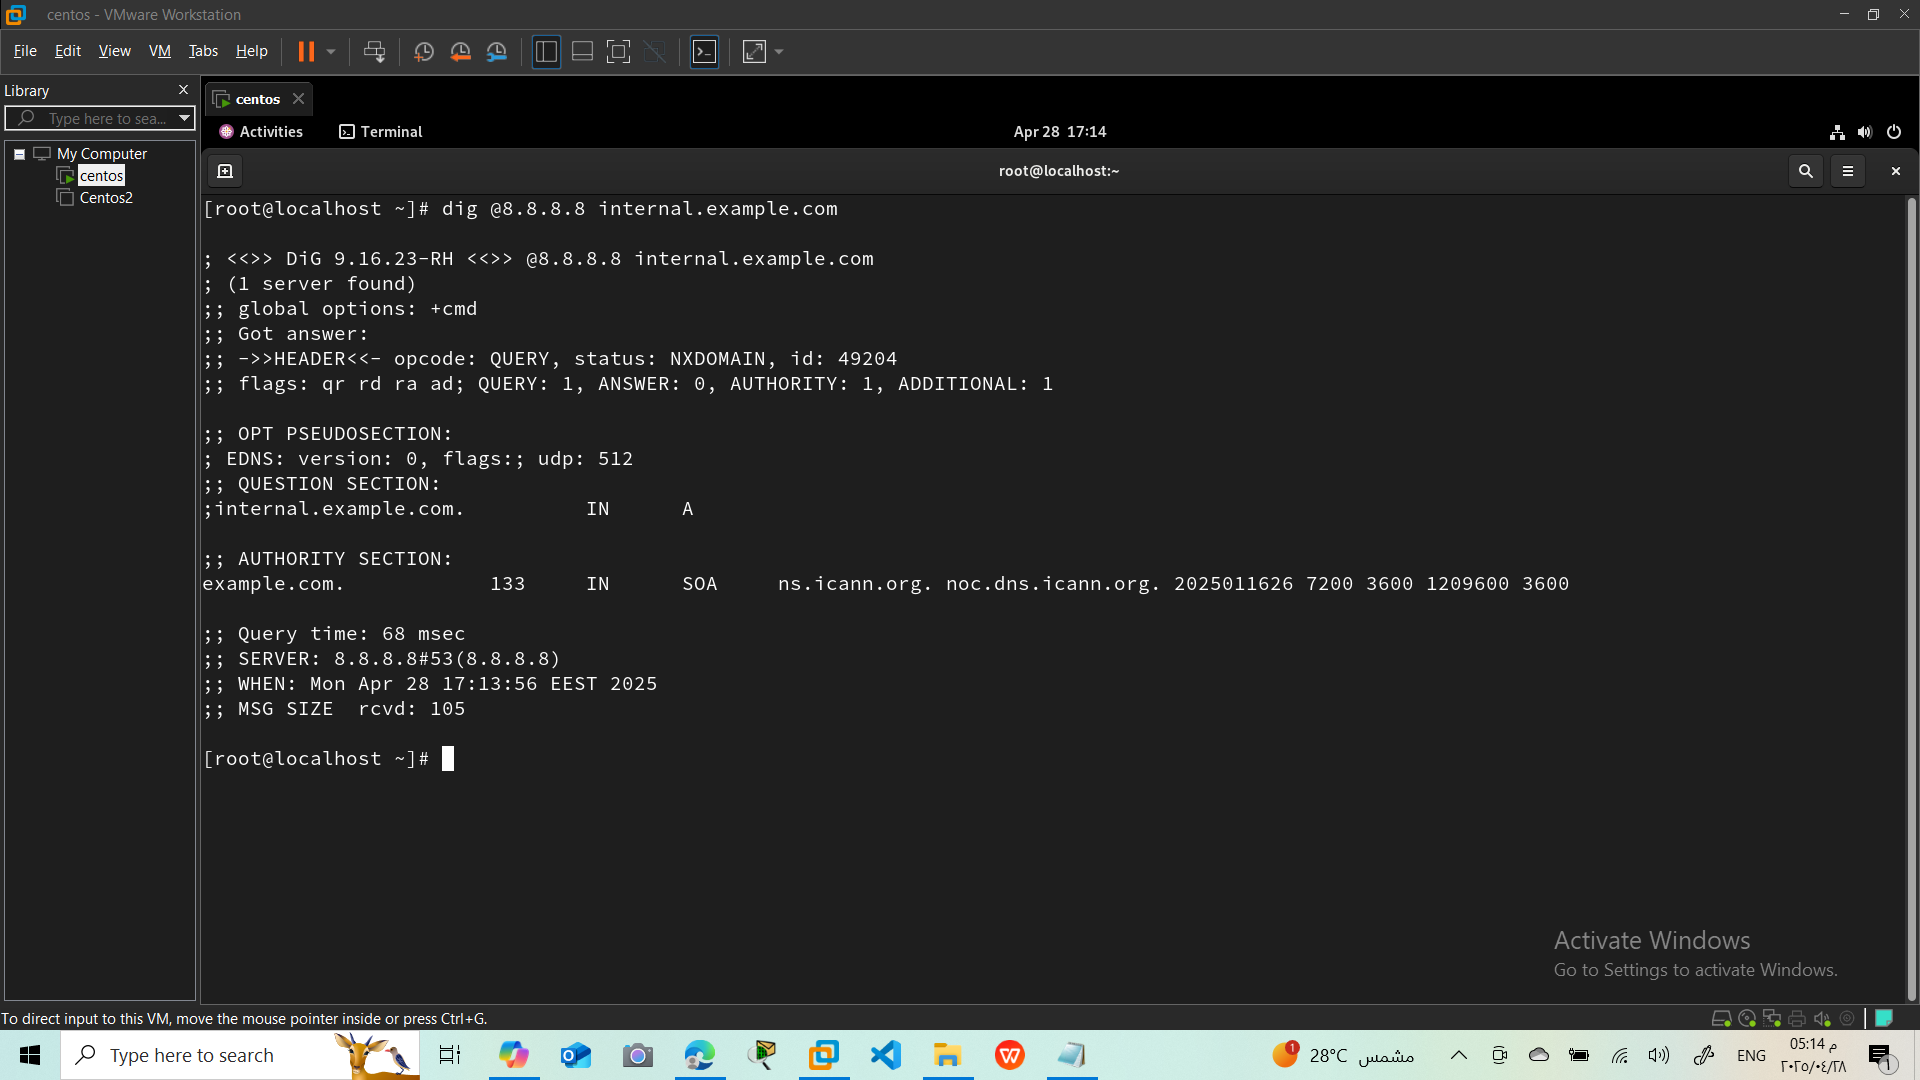 centos - VMware Workstation
File Edit View VM Tabs Help
Library
Type here to sea...
My Computer
centos
Centos2
centos
Activities Terminal Apr 28 17:14
root@localhost:~
[root@localhost ~]# dig @8.8.8.8 internal.example.com
; <<>> DiG 9.16.23-RH <<>> @8.8.8.8 internal.example.com
; (1 server found)
;; global options: +cmd
;; Got answer:
;; ->>HEADER<<- opcode: QUERY, status: NXDOMAIN, id: 49204
;; flags: qr rd ra ad; QUERY: 1, ANSWER: 0, AUTHORITY: 1, ADDITIONAL: 1
;; OPT PSEUDOSECTION:
; EDNS: version: 0, flags:; udp: 512
;; QUESTION SECTION:
;internal.example.com. IN A
;; AUTHORITY SECTION:
example.com. 133 IN SOA ns.icann.org. noc.dns.icann.org. 2025011626 7200 3600 1209600 3600
;; Query time: 68 msec
;; SERVER: 8.8.8.8#53(8.8.8.8)
;; WHEN: Mon Apr 28 17:13:56 EEST 2025
;; MSG SIZE  rcvd: 105
[root@localhost ~]#
Activate Windows
Go to Settings to activate Windows.
To direct input to this VM, move the mouse pointer inside or press Ctrl+G.
Type here to search
1
28°C مشمس
ENG
05:14 م
٢٠٢٥/٠٤/٢٨
1